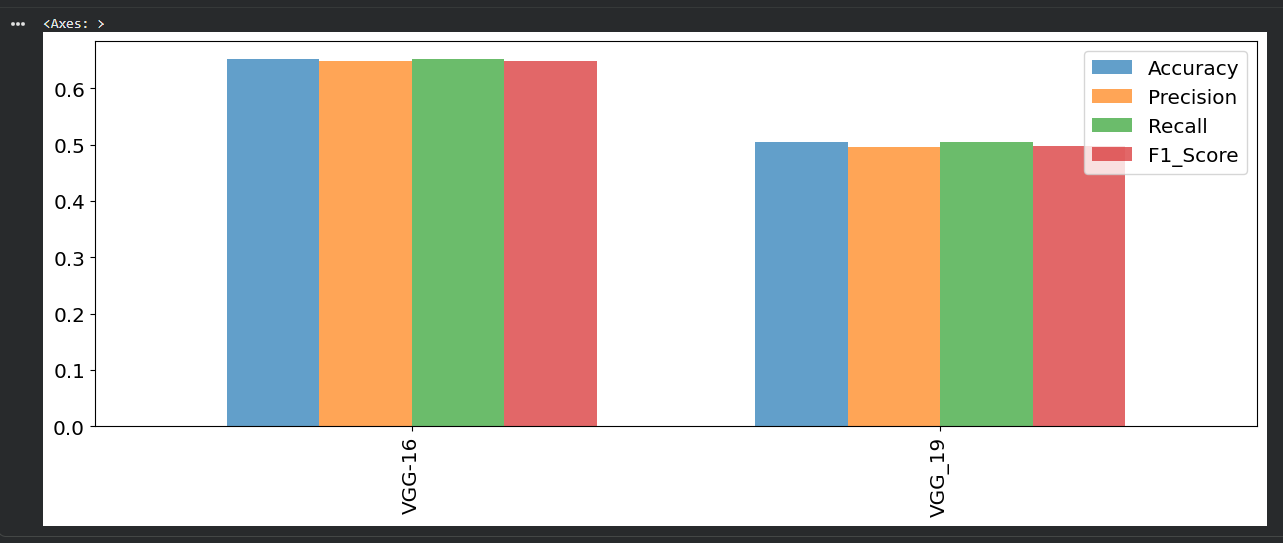 <Axes: >
Accuracy
Precision
Recall
F1_Score
0.6
0.5
0.4
0.3
0.2
0.1
0.0
VGG-16
VGG_19